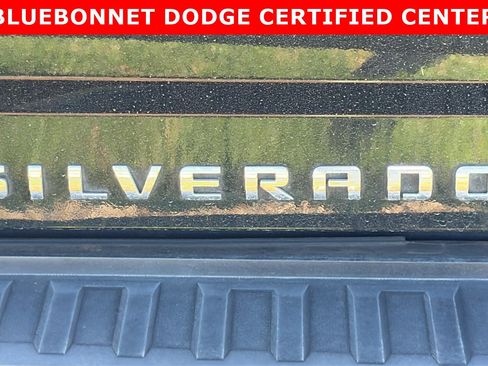 BLUEBONNET DODGE CERTIFIED CENTER
SILVERADO